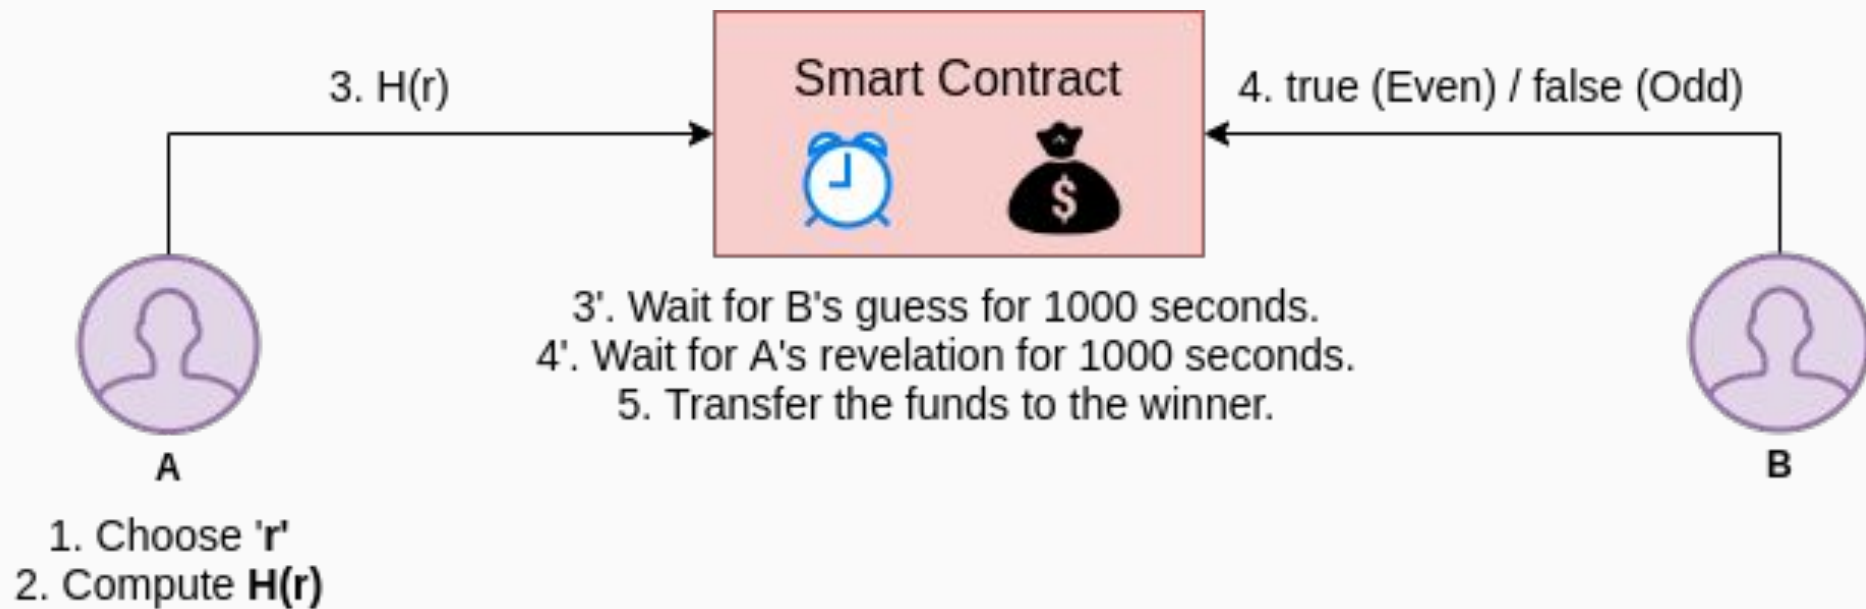 3. H(r)
Smart Contract
4. true (Even) / false (Odd)
$
3'. Wait for B's guess for 1000 seconds.
4'. Wait for A's revelation for 1000 seconds.
5. Transfer the funds to the winner.
A
B
1. Choose 'r'
2. Compute H(r)